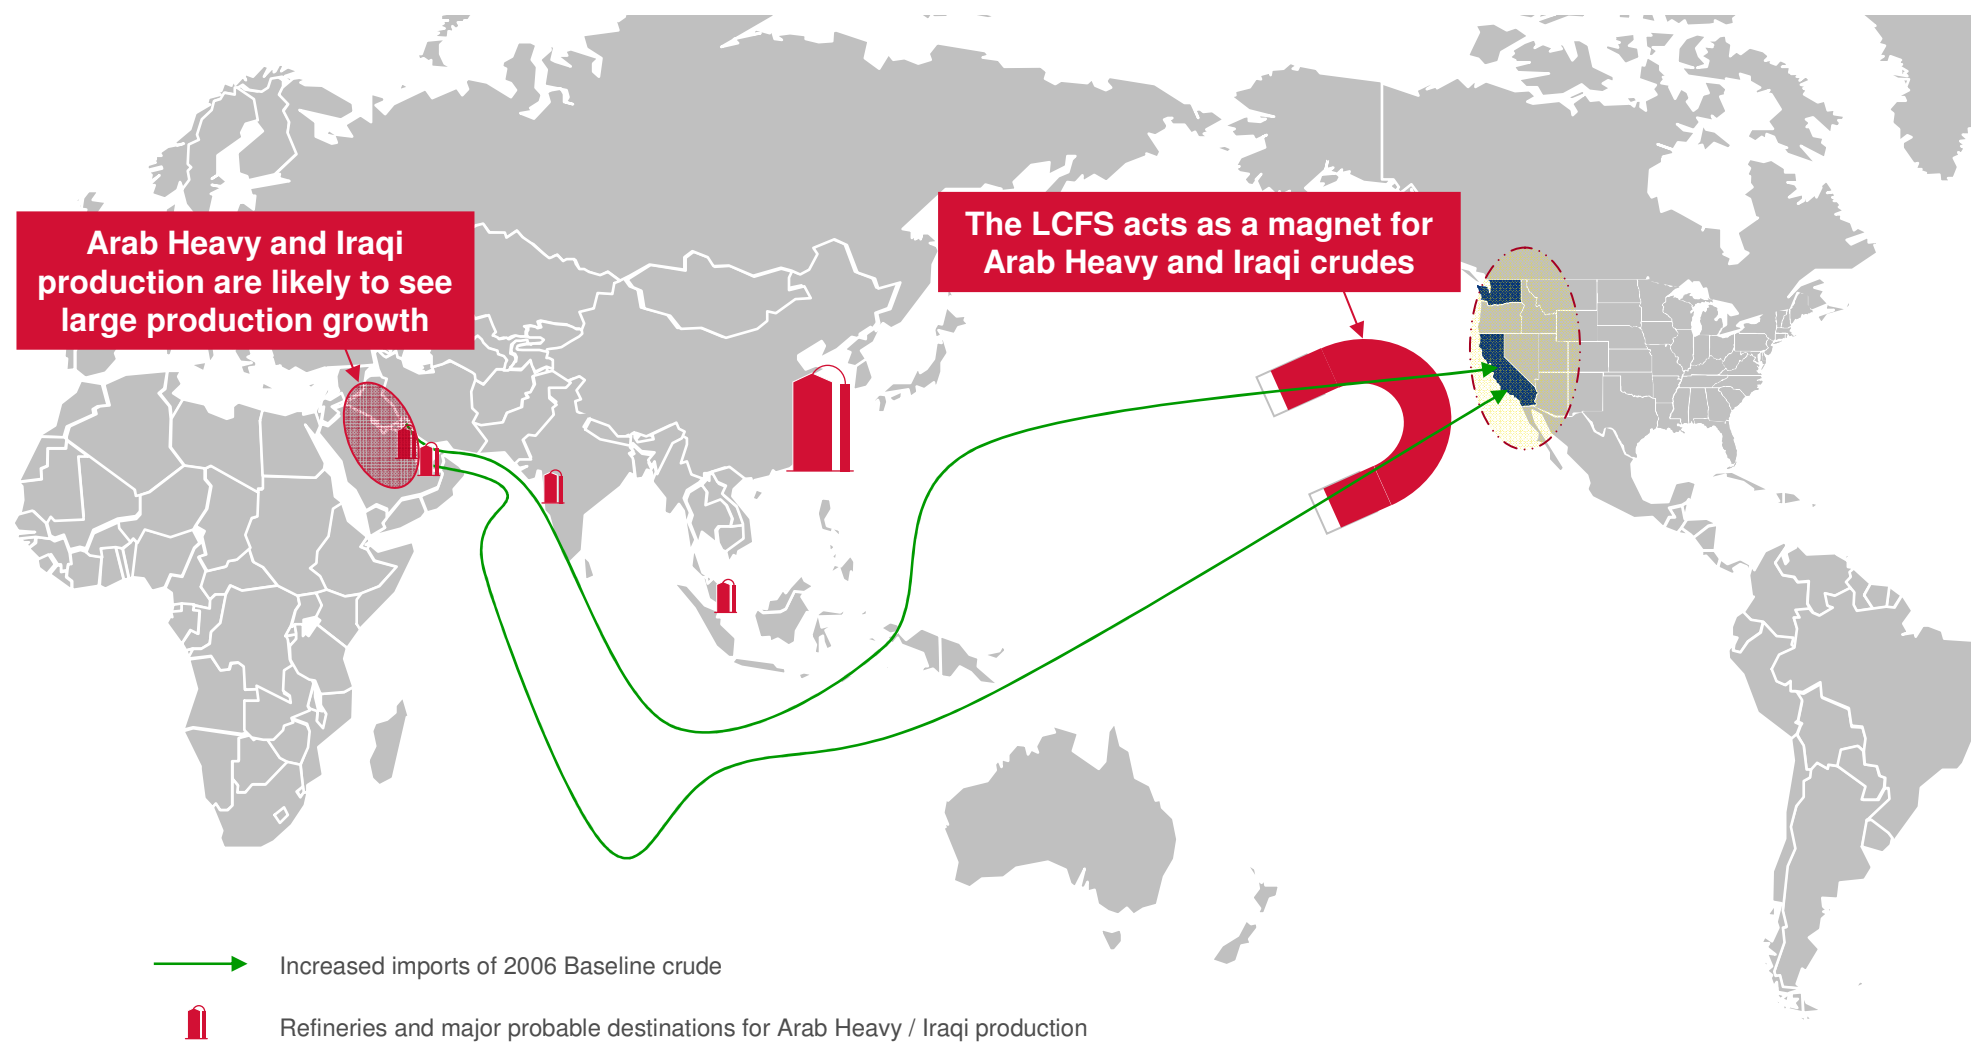 Arab Heavy and Iraqi
production are likely to see
large production growth
The LCFS acts as a magnet for
Arab Heavy and Iraqi crudes
Increased imports of 2006 Baseline crude
Refineries and major probable destinations for Arab Heavy / Iraqi production